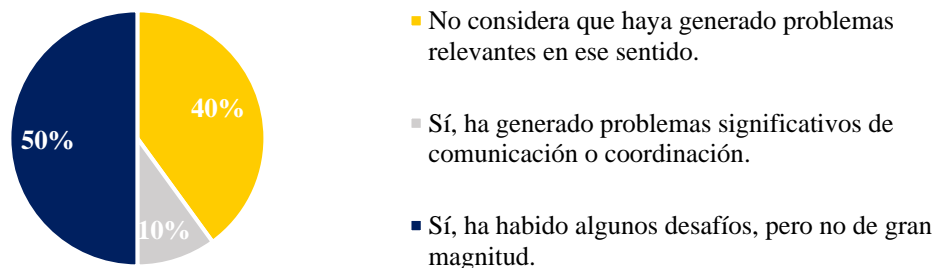 No considera que haya generado problemas
relevantes en ese sentido.
40%
50%
Sí, ha generado problemas significativos de
comunicación o coordinación.
10%
Sí, ha habido algunos desafíos, pero no de gran
magnitud.